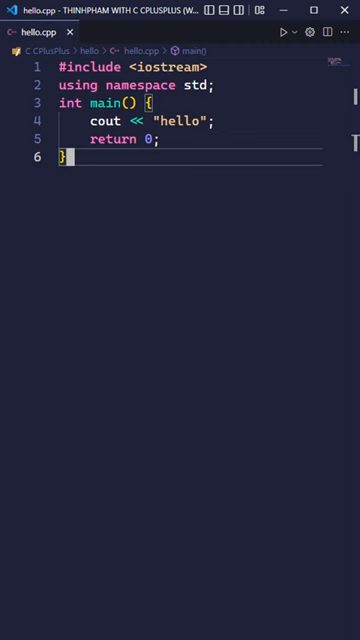 hello.cpp - THINHPHAM WITH C CPLUSPLUS (W...
hello.cpp
C CPlusPlus > hello > hello.cpp > main()
1 #include <iostream>
2 using namespace std;
3 int main() {
4 cout << "hello";
5 return 0;
6 }